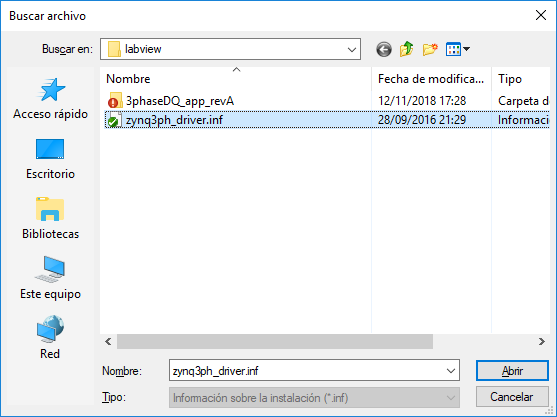 Buscar archivo
Buscar en: labview
Nombre Fecha de modifica... Tipo
3phaseDQ_app_revA 12/11/2018 17:28 Carpeta d
zynq3ph_driver.inf 28/09/2016 21:29 Informaci
Acceso rápido
Escritorio
Bibliotecas
Este equipo
Red
Nombre: zynq3ph_driver.inf Abrir
Tipo: Información sobre la instalación (*.inf) Cancelar